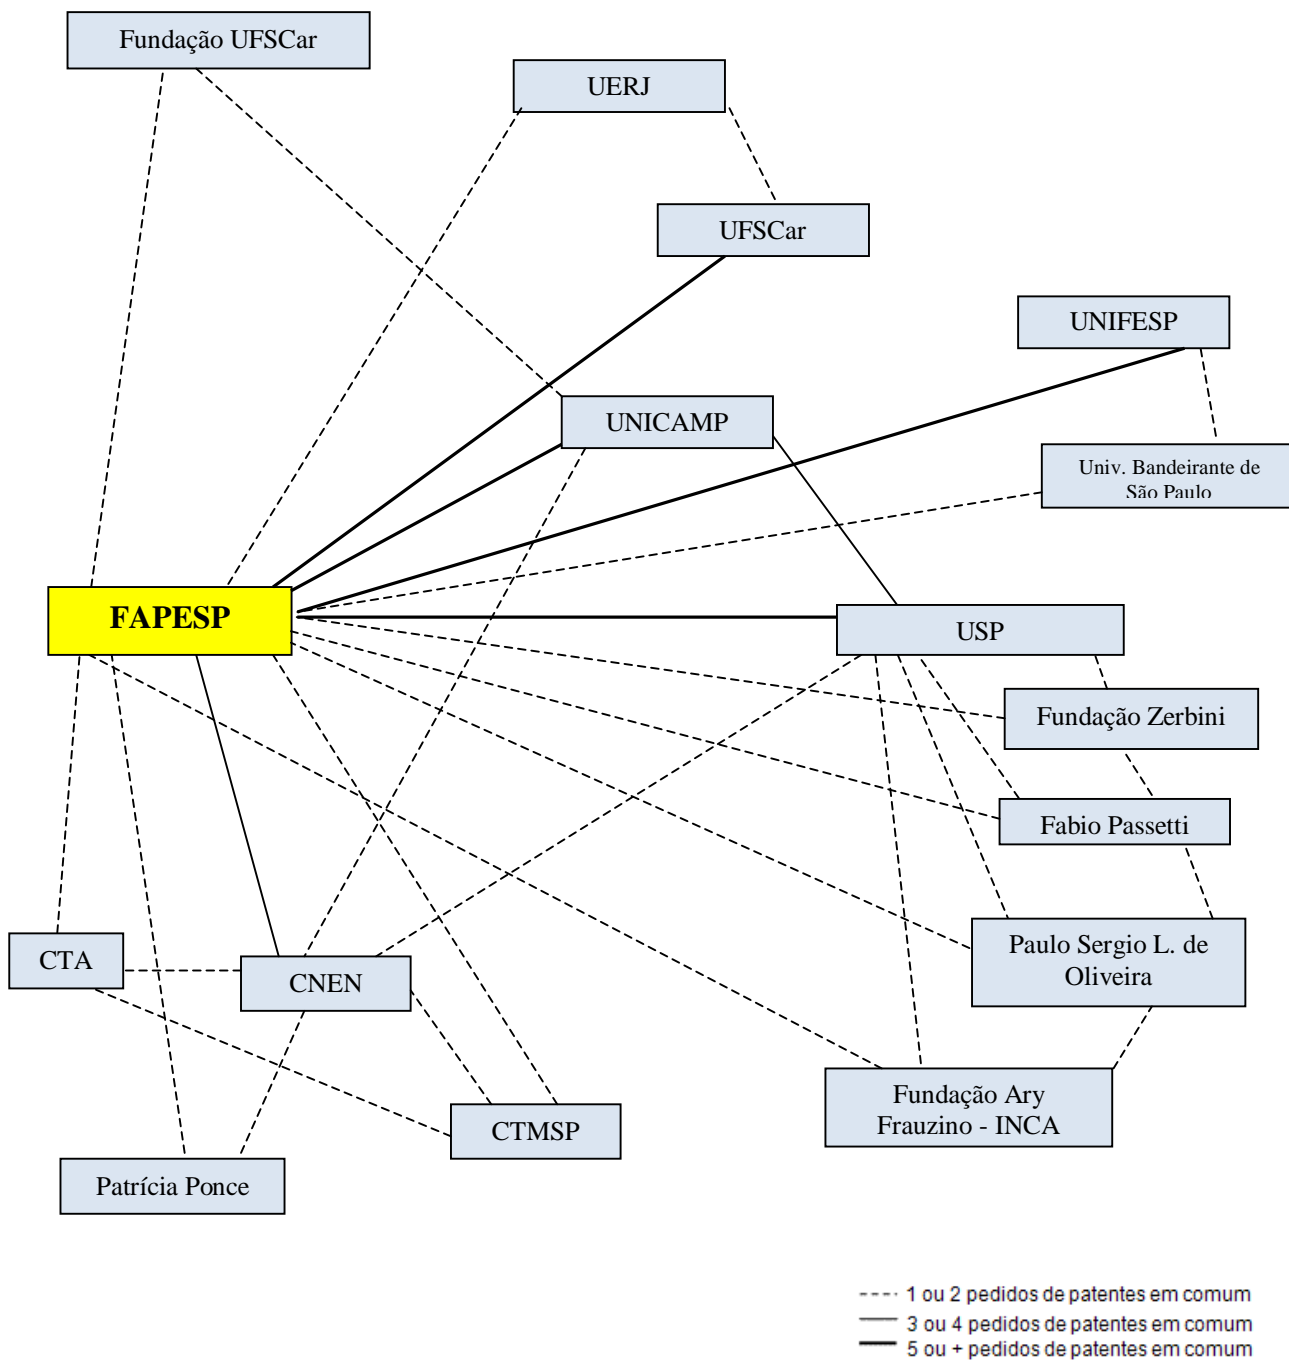 Fundação UFSCar
UERJ
UFSCar
UNIFESP
UNICAMP
Univ. Bandeirante de
São Paulo
FAPESP
USP
Fundação Zerbini
Fabio Passetti
CTA
CNEN
Paulo Sergio L. de
Oliveira
Fundação Ary
Frauzino - INCA
CTMSP
Patrícia Ponce
1 ou 2 pedidos de patentes em comum
3 ou 4 pedidos de patentes em comum
5 ou + pedidos de patentes em comum